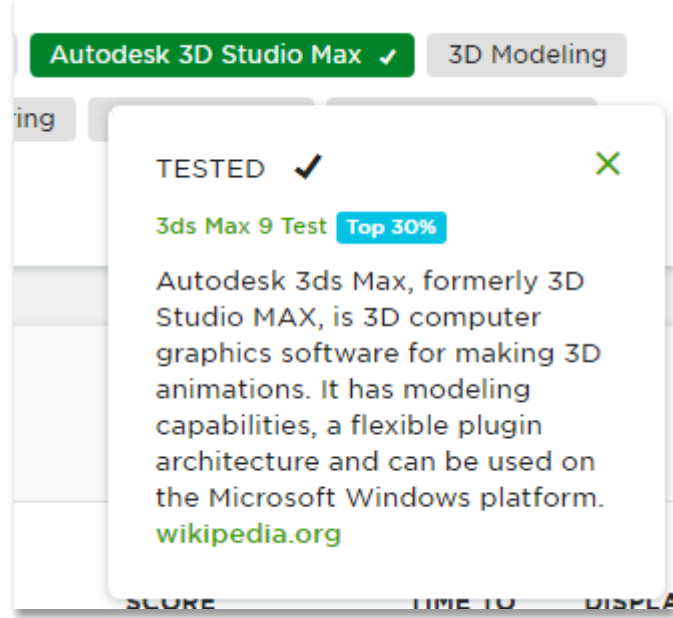 Autodesk 3D Studio Max ✓ 3D Modeling
ring
TESTED ✓ ×
3ds Max 9 Test Top 30%
Autodesk 3ds Max, formerly 3D
Studio MAX, is 3D computer
graphics software for making 3D
animations. It has modeling
capabilities, a flexible plugin
architecture and can be used on
the Microsoft Windows platform.
wikipedia.org
SCORE TIME TO DISPLA